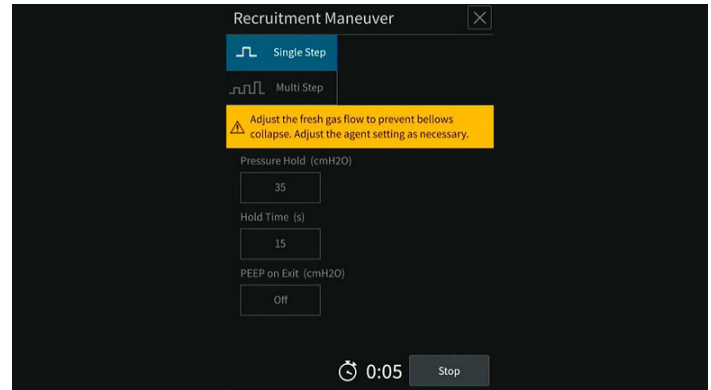 Recruitment Maneuver
Single Step
Multi Step
Adjust the fresh gas flow to prevent bellows
collapse. Adjust the agent setting as necessary.
Pressure Hold (cmH2O)
35
Hold Time (s)
15
PEEP on Exit (cmH2O)
Off
0:05 Stop